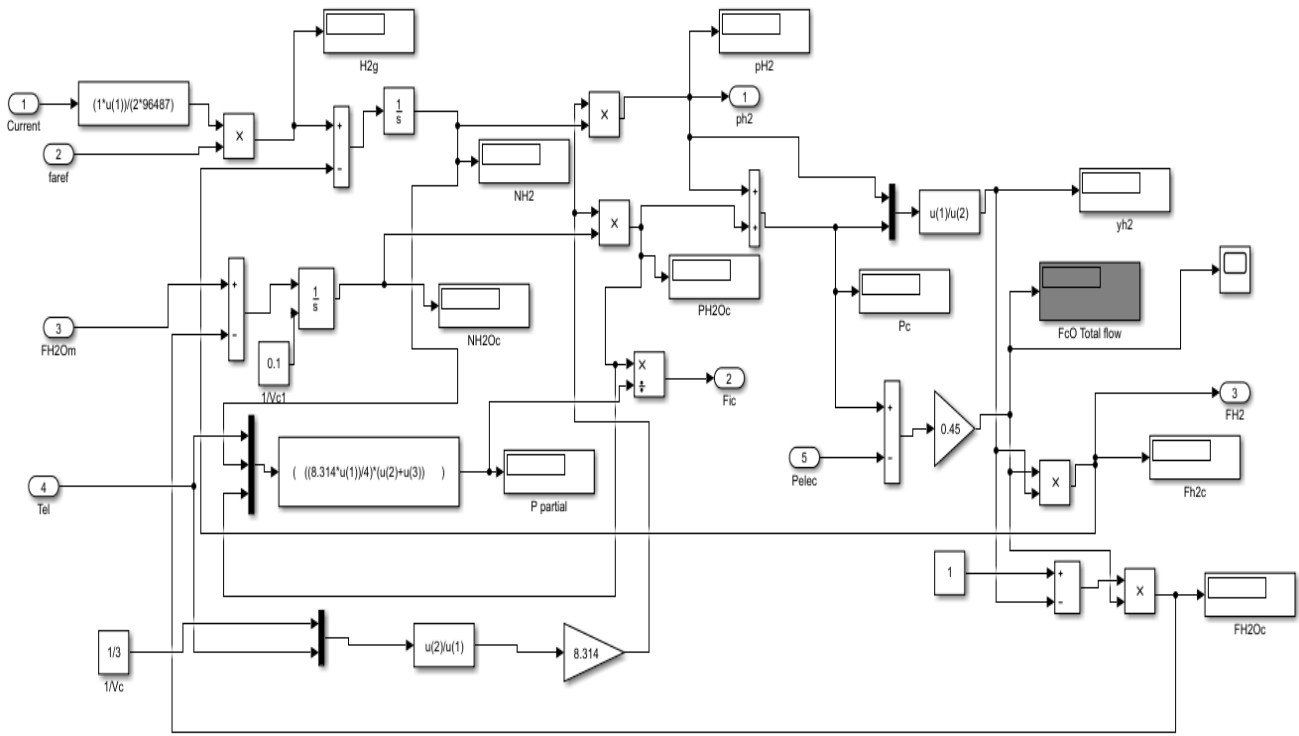 H2g
pH2
1
Current
(1*u(1))/(2*96487)
×
+
−
1
s
×
1
ph2
2
faref
NH2
+
+
u(1)/u(2)
yh2
×
3
FH2Om
+
−
1
s
NH2Oc
PH2Oc
Pc
FcO Total flow
0.1
1/Vc1
×
÷
2
Fic
+
−
0.45
3
FH2
5
Pelec
4
Tel
( ((8.314*u(1))/4)*(u(2)+u(3)) )
P partial
×
Fh2c
1
+
−
×
FH2Oc
1/3
1/Vc
u(2)/u(1)
8.314